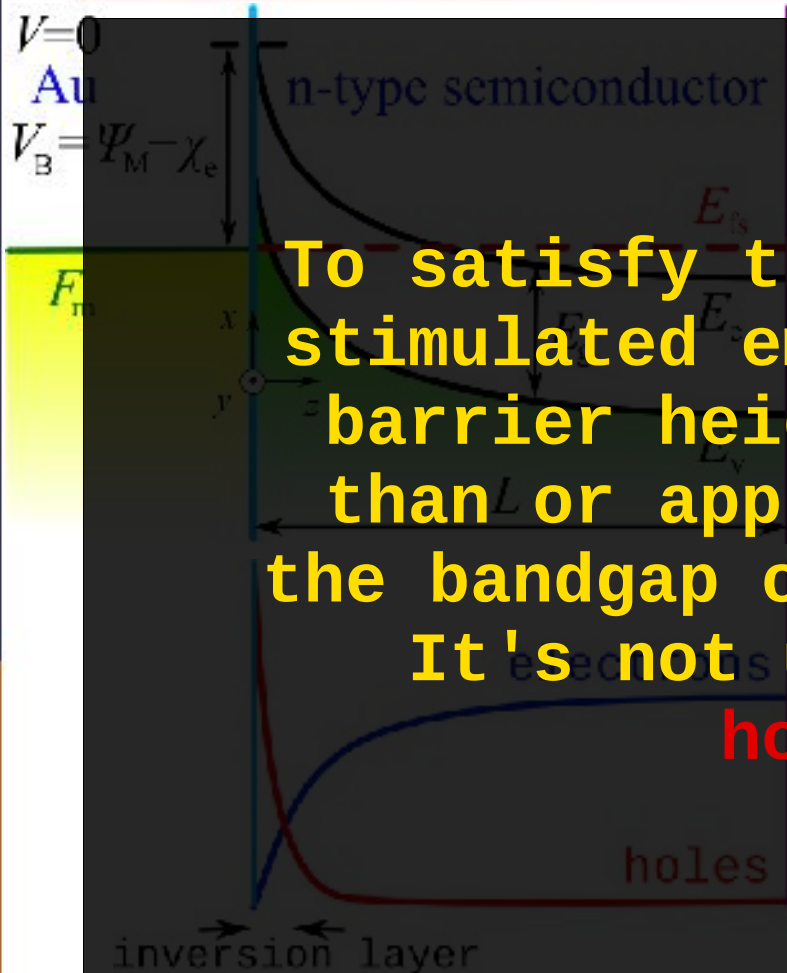 V=0
Au
n-type semiconductor
V_B=Ψ_M−χ_e
E_fs
To satisfy t
F_m
x
E_g
E_c
stimulated e
y
z
barrier hei
E_v
than or app
L
the bandgap
electrons
It's not
ho
holes
inversion layer